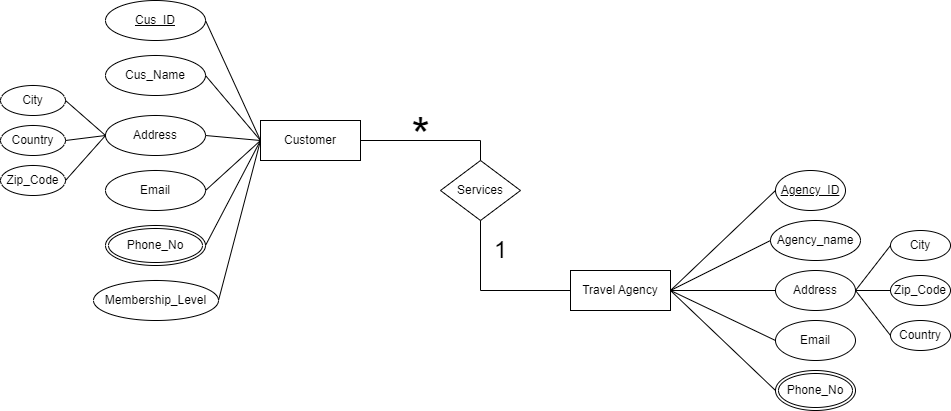 Cus_ID
Cus_Name
City
Address
Country
Zip_Code
Email
Phone_No
Membership_Level
Customer
*
Services
1
Travel Agency
Agency_ID
Agency_name
Address
City
Zip_Code
Country
Email
Phone_No